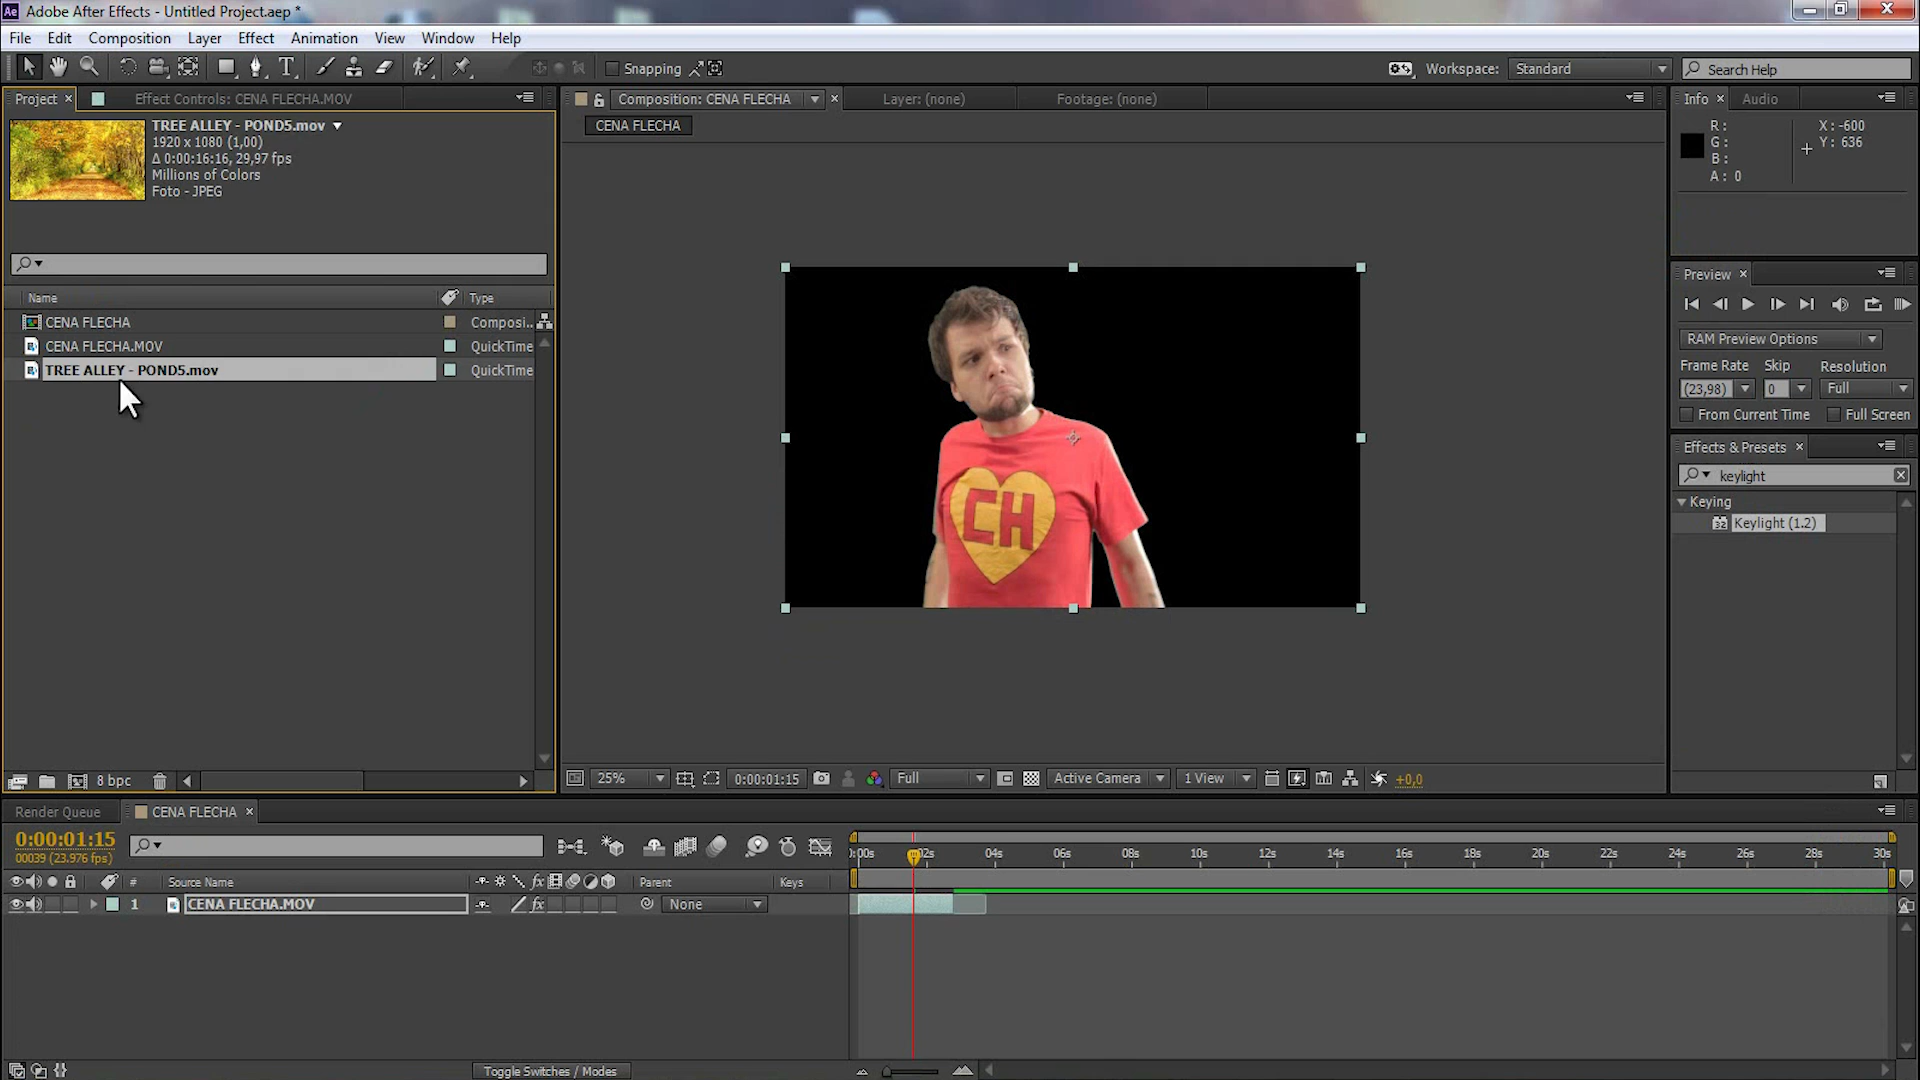 Ae Adobe After Effects - Untitled Project.aep *
File Edit Composition Layer Effect Animation View Window Help
Snapping Workspace: Standard Search Help
Project × Effect Controls: CENA FLECHA.MOV
TREE ALLEY - POND5.mov
1920 x 1080 (1,00)
Δ 0:00:16:16, 29,97 fps
Millions of Colors
Foto - JPEG
Name Type
CENA FLECHA Composi..
CENA FLECHA.MOV QuickTime
TREE ALLEY - POND5.mov QuickTime
8 bpc
Composition: CENA FLECHA × Layer: (none) Footage: (none)
CENA FLECHA
CH
25% 0:00:01:15 Full Active Camera 1 View +0,0
Info × Audio
R: X: -600
G: Y: 636
B:
A: 0
Preview ×
RAM Preview Options
Frame Rate Skip Resolution
(23,98) 0 Full
From Current Time Full Screen
Effects & Presets ×
keylight
Keying
32 Keylight (1.2)
Render Queue CENA FLECHA ×
0:00:01:15
00039 (23.976 fps)
# Source Name fx Parent Keys
1 CENA FLECHA.MOV fx None
):00s 02s 04s 06s 08s 10s 12s 14s 16s 18s 20s 22s 24s 26s 28s 30s
Toggle Switches / Modes